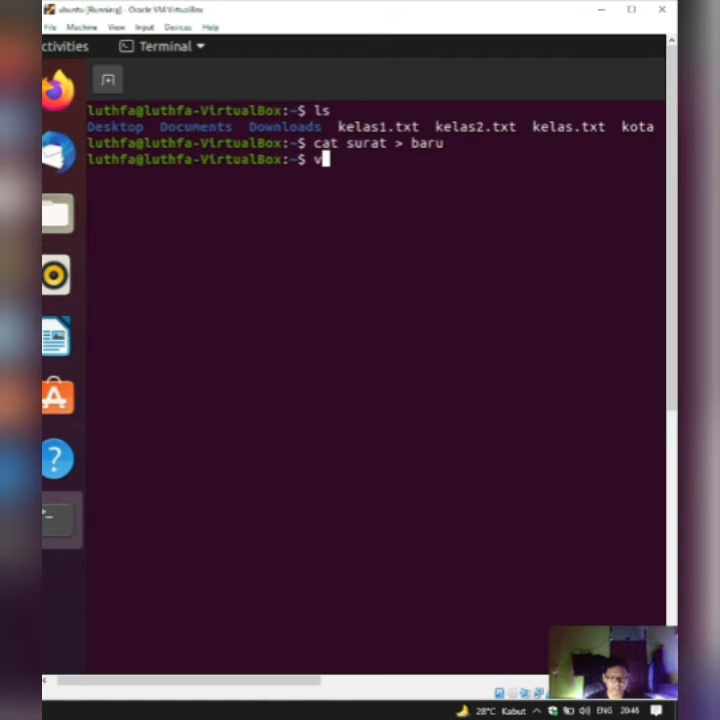 ubuntu [Running] - Oracle VM VirtualBox
File Machine View Input Devices Help
ctivities Terminal
luthfa@luthfa-VirtualBox:~$ ls
Desktop Documents Downloads kelas1.txt kelas2.txt kelas.txt kota
luthfa@luthfa-VirtualBox:~$ cat surat > baru
luthfa@luthfa-VirtualBox:~$ v
28°C Kabut ENG 20:46